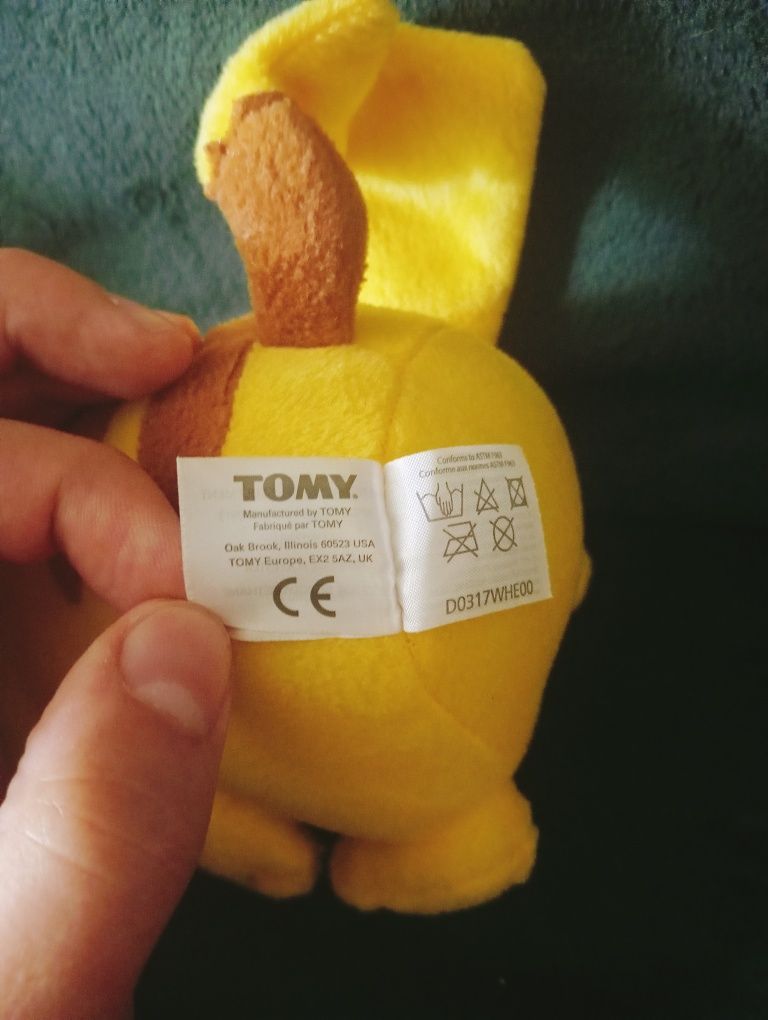 TOMY.
Manufactured by TOMY
Fabriqué par TOMY
Oak Brook, Illinois 60523 USA
TOMY Europe, EX2 5AZ, UK
CE
Conforms to ASTM F963
Conforme aux normes ASTM F963
D0317WHE00